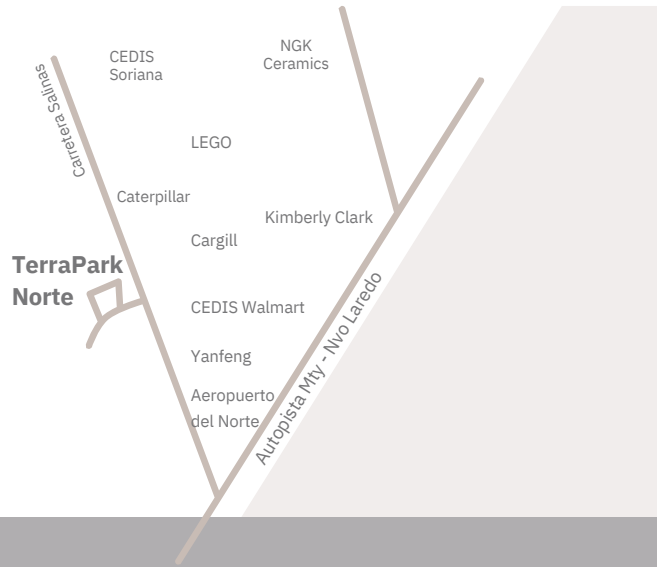 CEDIS
Soriana
NGK
Ceramics
Carretera Salinas
LEGO
Caterpillar
Kimberly Clark
Cargill
TerraPark
Norte
CEDIS Walmart
Yanfeng
Aeropuerto
del Norte
Autopista Mty - Nvo Laredo